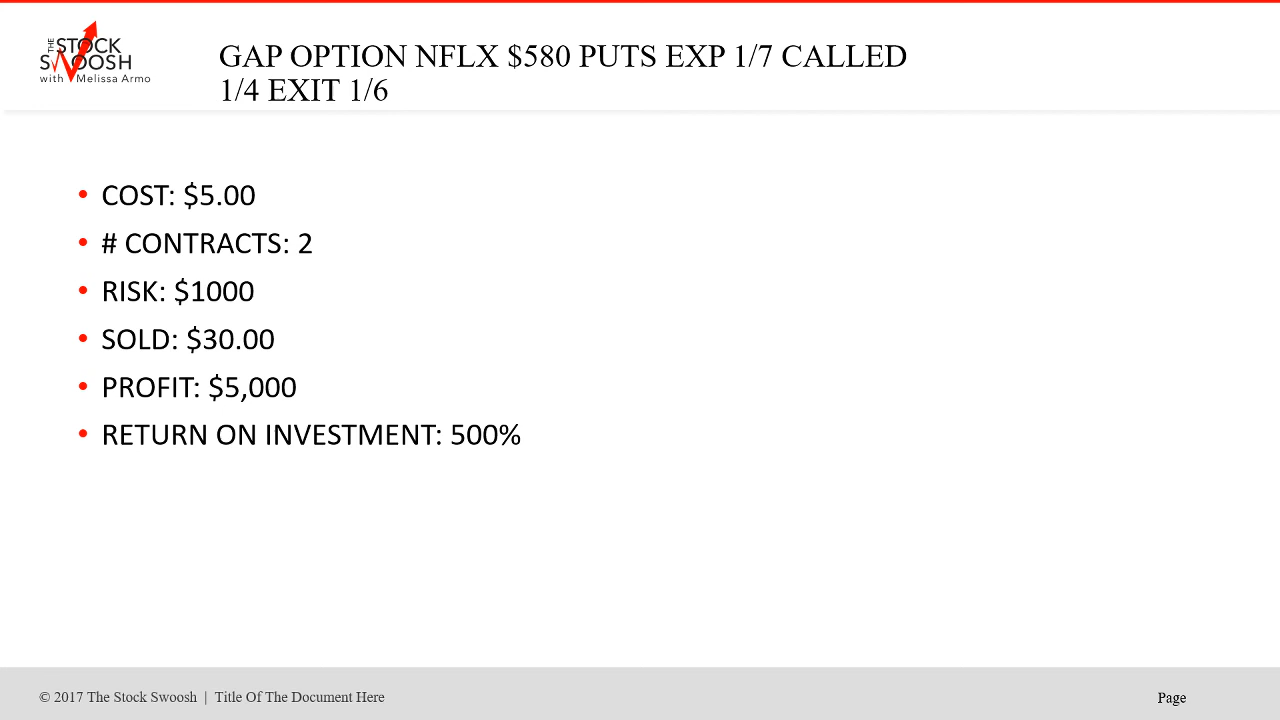 THE
STOCK
SWOOSH
with Melissa Armo
GAP OPTION NFLX $580 PUTS EXP 1/7 CALLED
1/4 EXIT 1/6
• COST: $5.00
• # CONTRACTS: 2
• RISK: $1000
• SOLD: $30.00
• PROFIT: $5,000
• RETURN ON INVESTMENT: 500%
© 2017 The Stock Swoosh | Title Of The Document Here
Page